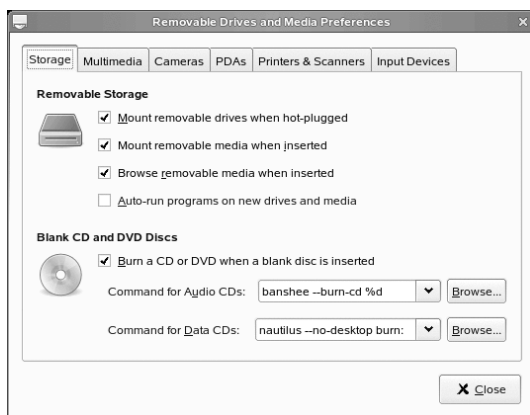 Removable Drives and Media Preferences
Storage Multimedia Cameras PDAs Printers & Scanners Input Devices
Removable Storage
Mount removable drives when hot-plugged
Mount removable media when inserted
Browse removable media when inserted
Auto-run programs on new drives and media
Blank CD and DVD Discs
Burn a CD or DVD when a blank disc is inserted
Command for Audio CDs: banshee --burn-cd %d Browse...
Command for Data CDs: nautilus --no-desktop burn: Browse...
Close